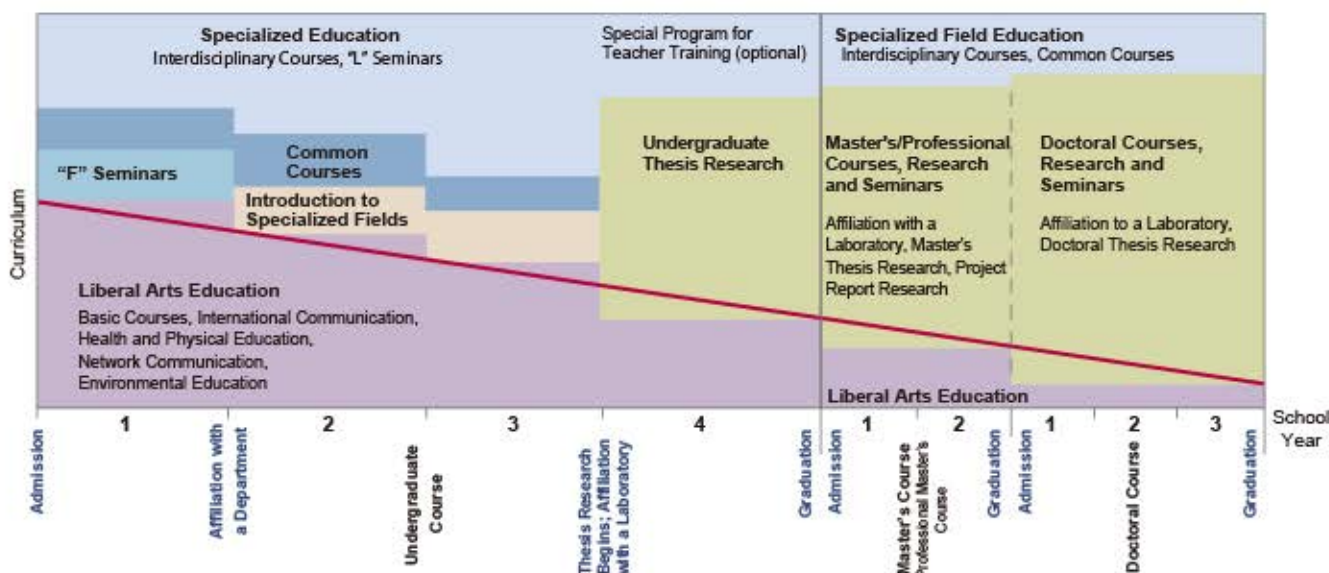 Specialized Education
Interdisciplinary Courses, "L" Seminars
Special Program for
Teacher Training (optional)
Specialized Field Education
Interdisciplinary Courses, Common Courses
"F" Seminars
Common
Courses
Introduction to
Specialized Fields
Undergraduate
Thesis Research
Master's/Professional
Courses, Research
and Seminars
Affiliation with a
Laboratory, Master's
Thesis Research, Project
Report Research
Doctoral Courses,
Research and
Seminars
Affiliation to a Laboratory,
Doctoral Thesis Research
Curriculum
Liberal Arts Education
Basic Courses, International Communication,
Health and Physical Education,
Network Communication,
Environmental Education
Liberal Arts Education
1
2
3
4
1
2
1
2
3
School
Year
Admission
Affiliation with
a Department
Undergraduate
Course
Thesis Research
Begins; Affiliation
with a Laboratory
Graduation
Admission
Master's Course
Professional Master's
Course
Graduation
Admission
Doctoral Course
Graduation